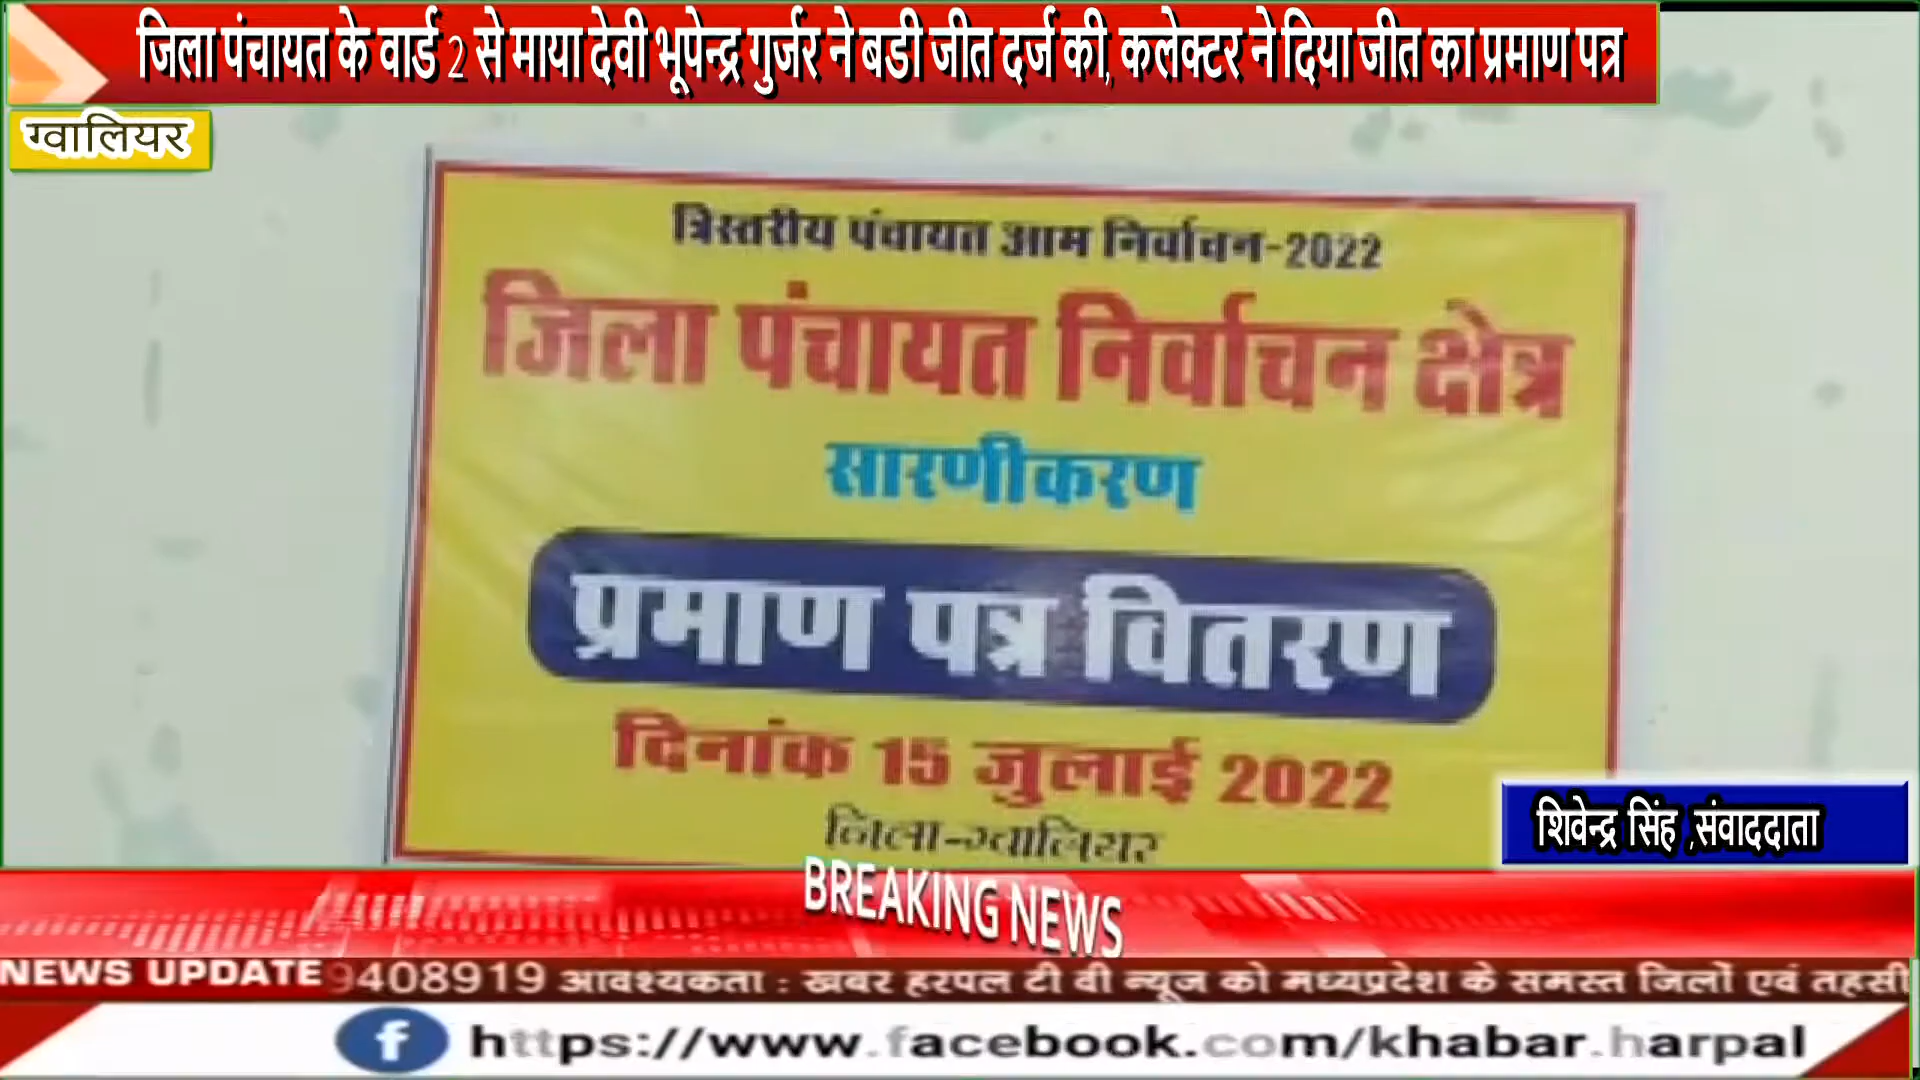 जिला पंचायत के वार्ड 2 से माया देवी भूपेन्द्र गुर्जर ने बडी जीत दर्ज की, कलेक्टर ने दिया जीत का प्रमाण पत्र
ग्वालियर
त्रिस्तरीय पंचायत आम निर्वाचन-2022
जिला पंचायत निर्वाचन क्षेत्र
सारणीकरण
प्रमाण पत्र वितरण
दिनांक 15 जुलाई 2022
जिला-ग्वालियर
शिवेन्द्र सिंह ,संवाददाता
BREAKING NEWS
NEWS UPDATE 9408919 आवश्यकता : खबर हरपल टी वी न्यूज को मध्यप्रदेश के समस्त जिलों एवं तहसी
https://www.facebook.com/khabar.harpal